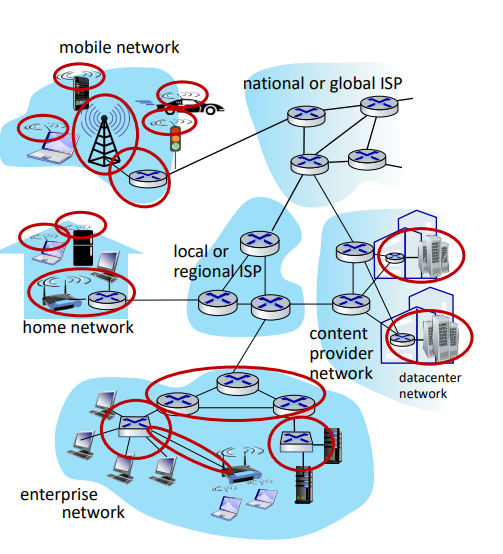 mobile network
national or global ISP
local or
regional ISP
home network
content
provider
network
datacenter
network
enterprise
network